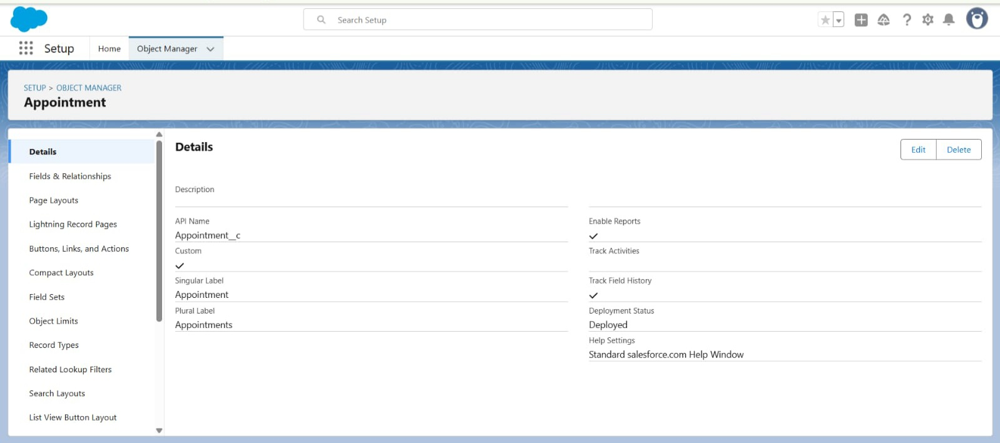 Search Setup
Setup
Home
Object Manager
SETUP > OBJECT MANAGER
Appointment
Details
Fields & Relationships
Page Layouts
Lightning Record Pages
Buttons, Links, and Actions
Compact Layouts
Field Sets
Object Limits
Record Types
Related Lookup Filters
Search Layouts
List View Button Layout
Details
Edit
Delete
Description
API Name
Appointment__c
Custom
Singular Label
Appointment
Plural Label
Appointments
Enable Reports
Track Activities
Track Field History
Deployment Status
Deployed
Help Settings
Standard salesforce.com Help Window